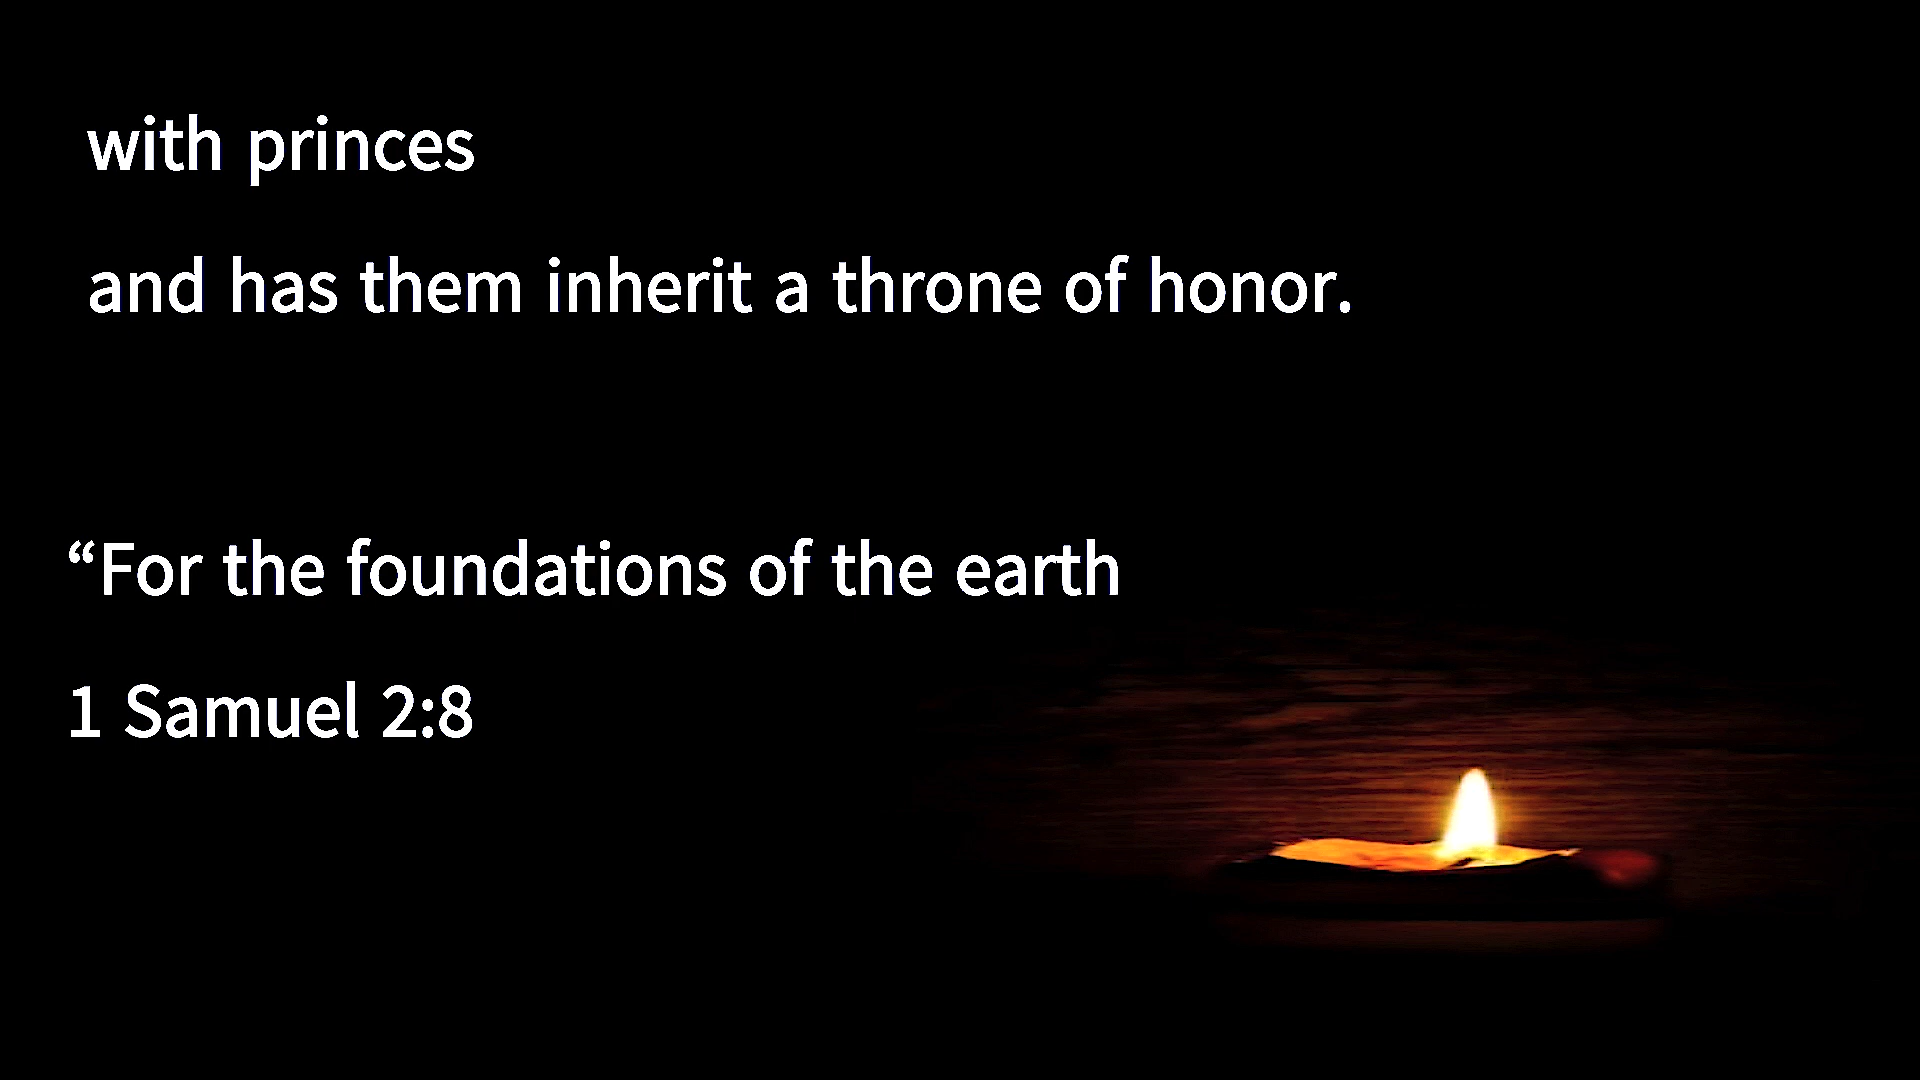 with princes
and has them inherit a throne of honor.
“For the foundations of the earth
1 Samuel 2:8